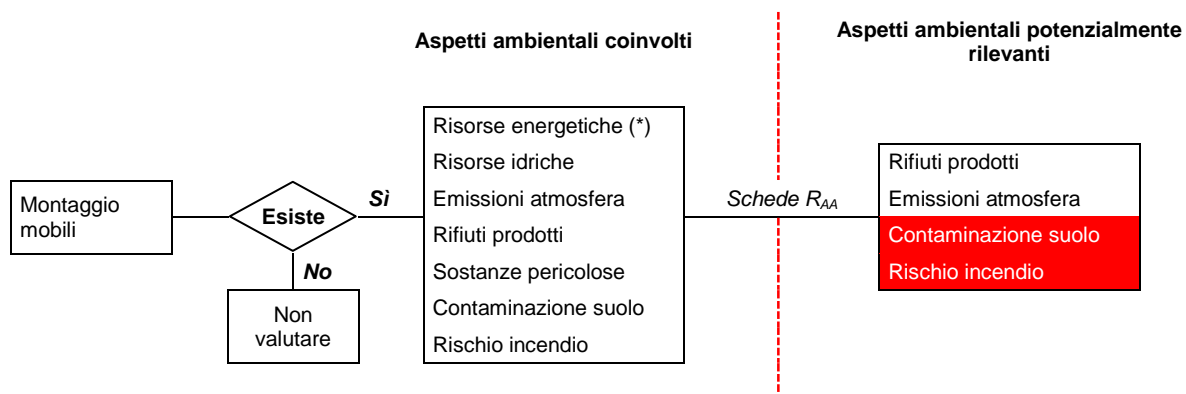 Aspetti ambientali coinvolti
Aspetti ambientali potenzialmente
rilevanti
Montaggio
mobili
Esiste
Sì
No
Non
valutare
Risorse energetiche (*)
Risorse idriche
Emissioni atmosfera
Rifiuti prodotti
Sostanze pericolose
Contaminazione suolo
Rischio incendio
Schede RAA
Rifiuti prodotti
Emissioni atmosfera
Contaminazione suolo
Rischio incendio